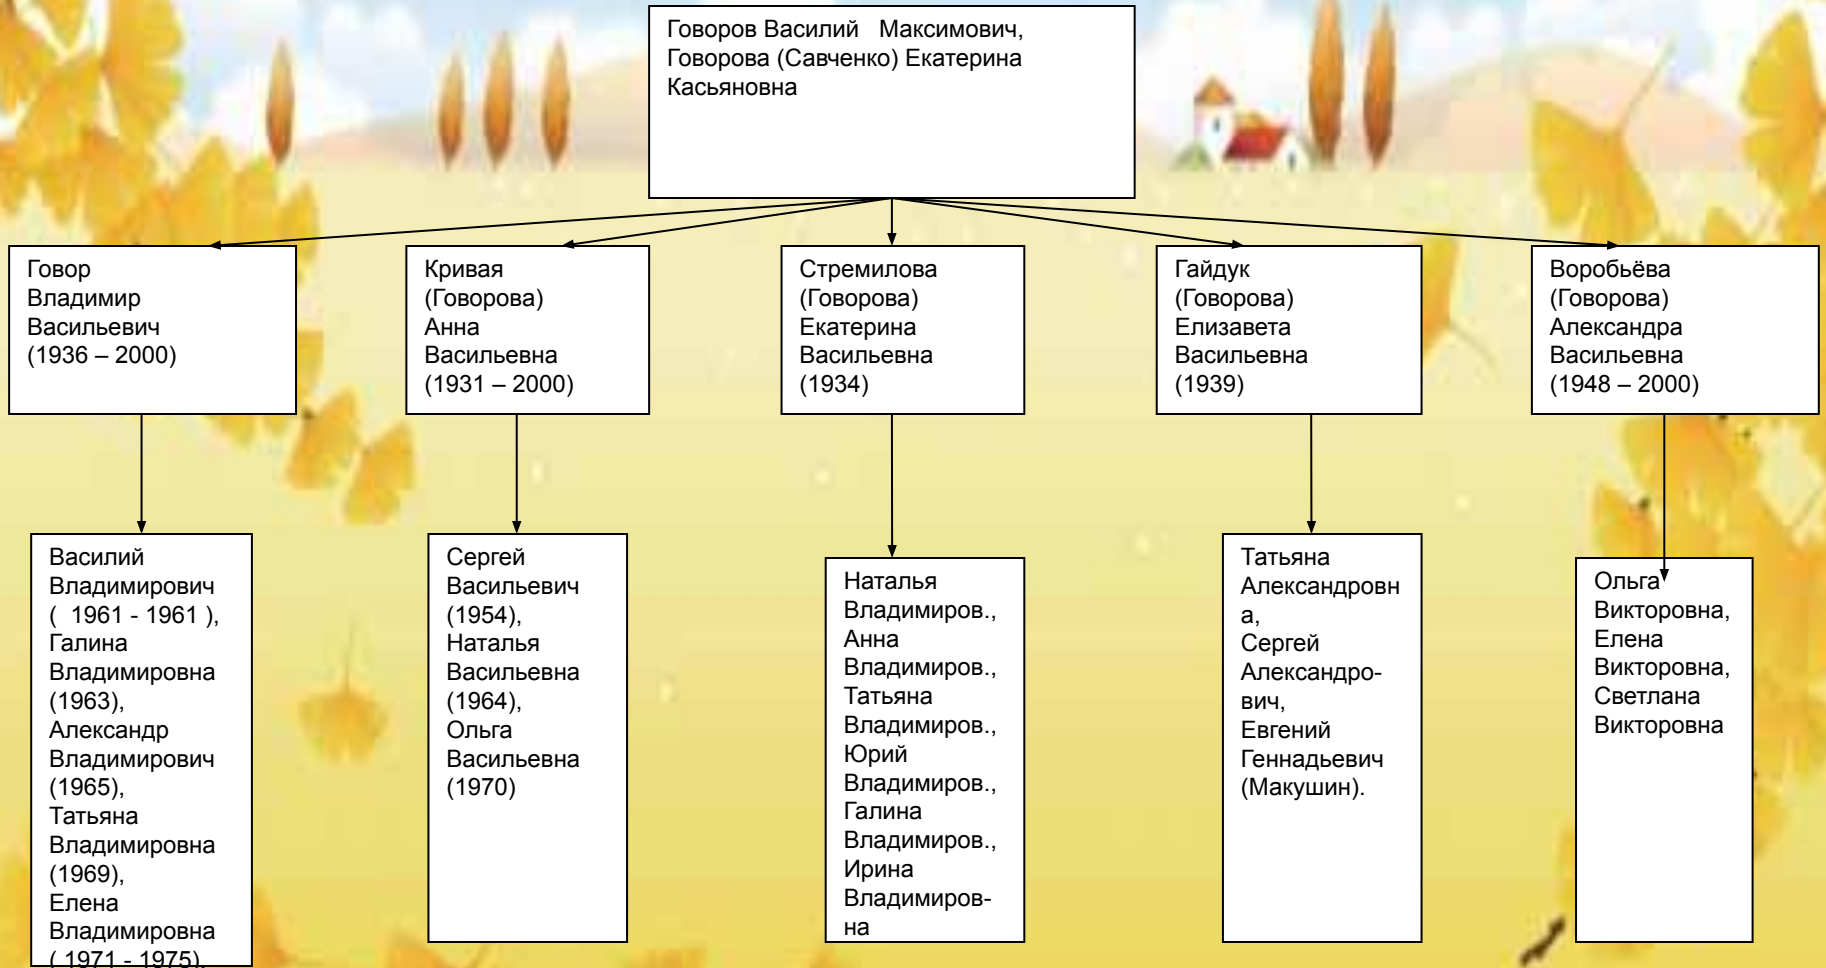 Говоров Василий Максимович,
Говорова (Савченко) Екатерина
Касьяновна
Говор
Владимир
Васильевич
(1936 – 2000)
Кривая
(Говорова)
Анна
Васильевна
(1931 – 2000)
Стремилова
(Говорова)
Екатерина
Васильевна
(1934)
Гайдук
(Говорова)
Елизавета
Васильевна
(1939)
Воробьёва
(Говорова)
Александра
Васильевна
(1948 – 2000)
Василий
Владимирович
( 1961 - 1961 ),
Галина
Владимировна
(1963),
Александр
Владимирович
(1965),
Татьяна
Владимировна
(1969),
Елена
Владимировна
( 1971 - 1975).
Сергей
Васильевич
(1954),
Наталья
Васильевна
(1964),
Ольга
Васильевна
(1970)
Наталья
Владимиров.,
Анна
Владимиров.,
Татьяна
Владимиров.,
Юрий
Владимиров.,
Галина
Владимиров.,
Ирина
Владимиров-
на
Татьяна
Александровн
а,
Сергей
Александро-
вич,
Евгений
Геннадьевич
(Макушин).
Ольга
Викторовна,
Елена
Викторовна,
Светлана
Викторовна